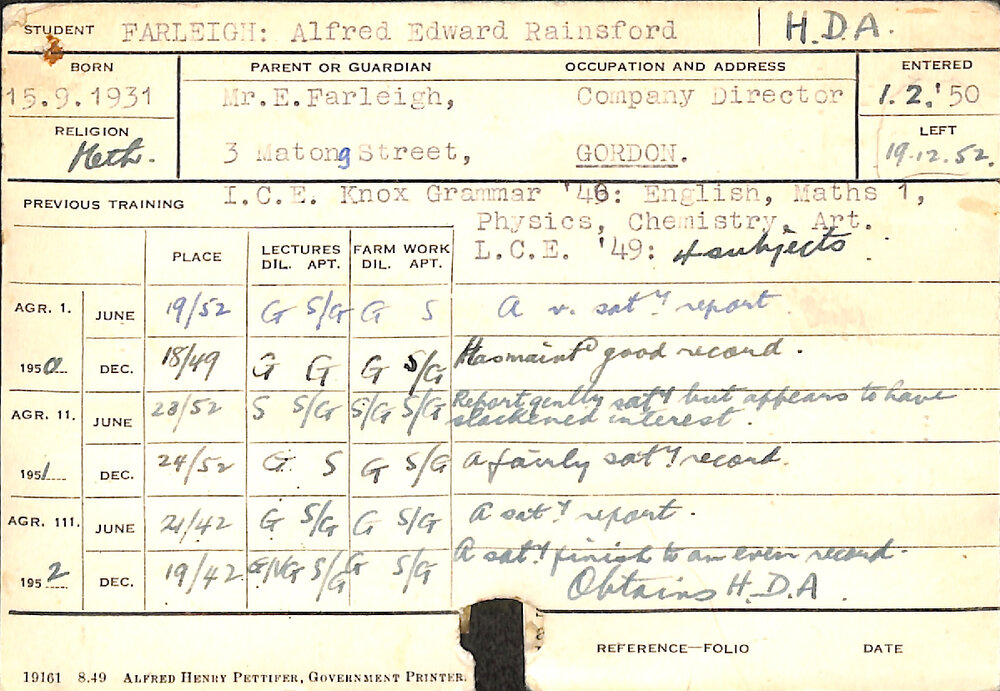 STUDENT FARLEIGH: Alfred Edward Rainsford H.D.A.
BORN PARENT OR GUARDIAN OCCUPATION AND ADDRESS ENTERED
15.9.1931 Mr.E.Farleigh, Company Director 1.2.'50
RELIGION LEFT
Meth. 3 Matong Street, GORDON. 19.12.52.
PREVIOUS TRAINING I.C.E. Knox Grammar '46: English, Maths 1,
Physics, Chemistry, Art.
L.C.E. '49: 4 subjects.
PLACE LECTURES FARM WORK
DIL. APT. DIL. APT.
AGR. 1. JUNE 19/52 G S/G G S A v. sat'y report
1950 DEC. 18/49 G G G S/G Has maintd good record.
AGR. 11. JUNE 28/52 S S/G S/G S/G Report genlly sat'y but appears to have
slackened interest.
1951 DEC. 24/52 G S G S/G A fairly sat'y record.
AGR. 111. JUNE 21/42 G S/G G S/G A sat'y report.
1952 DEC. 19/42 G/VG S/G G S/G A sat'y finish to an even record.
Obtains H.D.A.
REFERENCE—FOLIO DATE
19161 8.49 ALFRED HENRY PETTIFER, GOVERNMENT PRINTER.